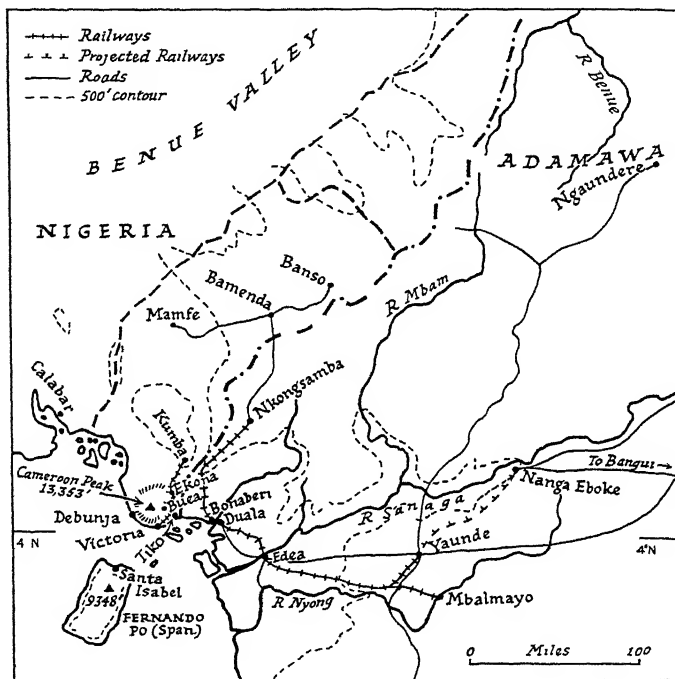 Railways
Projected Railways
Roads
500' contour
BENUE VALLEY
R Benue
ADAMAWA
Ngaundere
NIGERIA
Banso
Bamenda
R Mbam
Mamfe
Calabar
Nkongsamba
Kumba
To Bangui
Cameroon Peak
13,353'
Ekona
Buea
Nanga Eboke
Bonaberi
Duala
R Sanaga
Debunja
4 N
Victoria
Tiko
Yaunde
4°N
Edea
Santa
Isabel
9348'
R Nyong
Mbalmayo
FERNANDO
PO (Span)
Miles
0 100